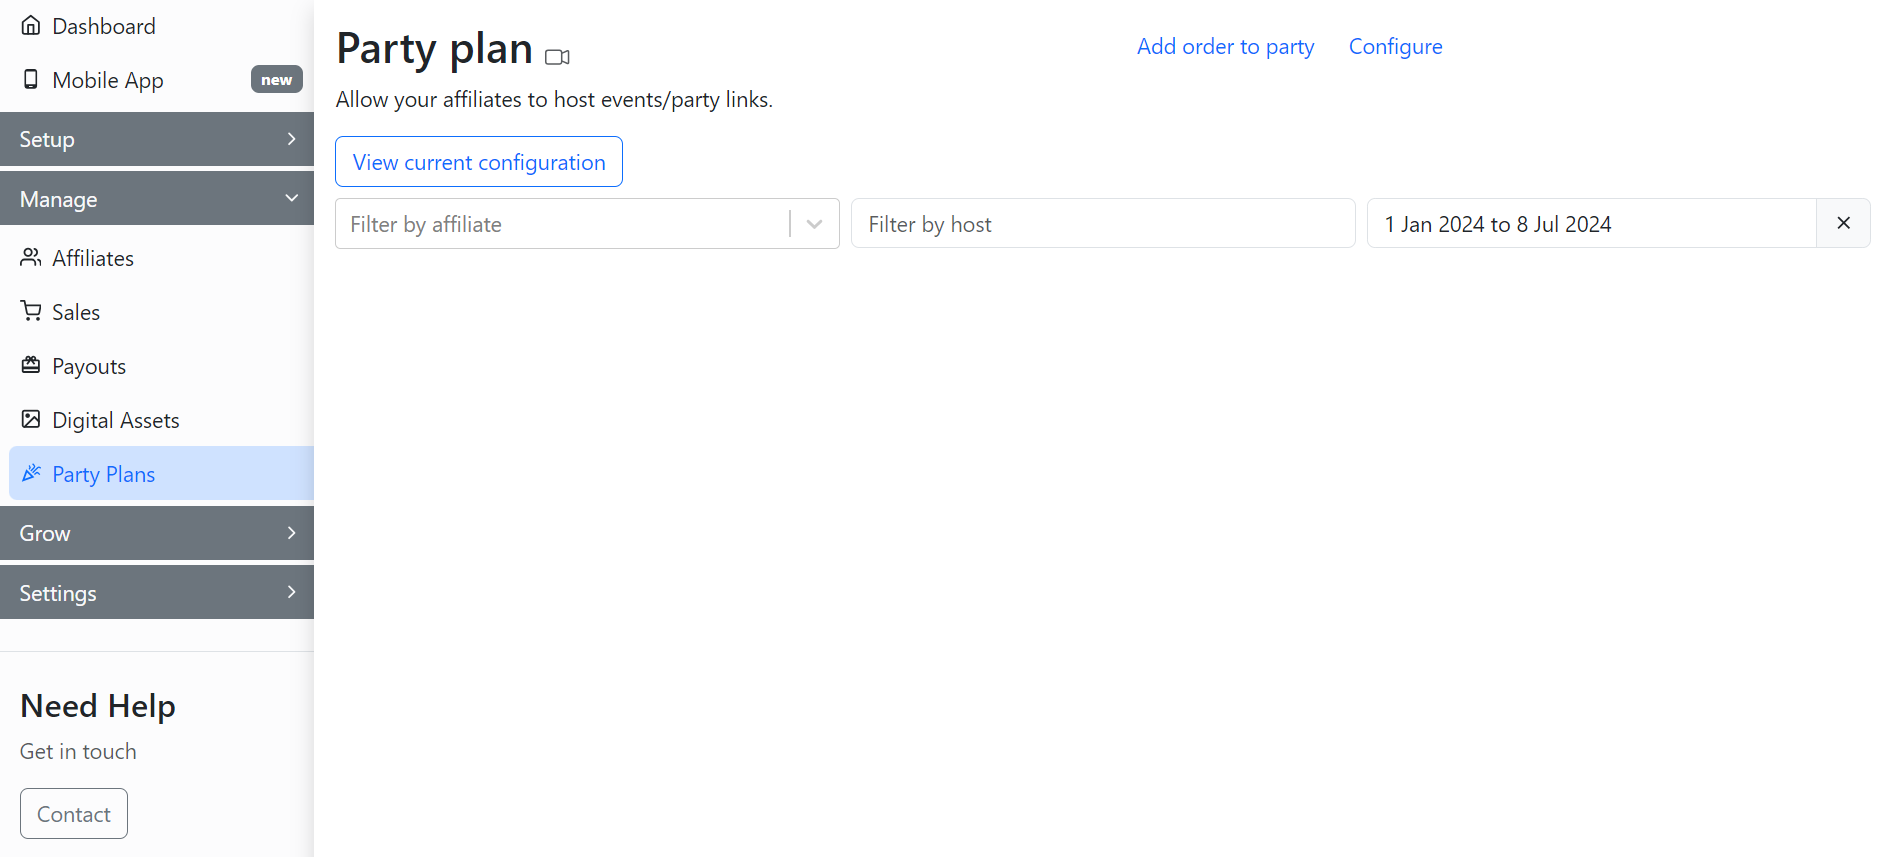 Dashboard
Mobile App new
Setup
Manage
Affiliates
Sales
Payouts
Digital Assets
Party Plans
Grow
Settings
Need Help
Get in touch
Contact
Party plan
Add order to party Configure
Allow your affiliates to host events/party links.
View current configuration
Filter by affiliate Filter by host 1 Jan 2024 to 8 Jul 2024